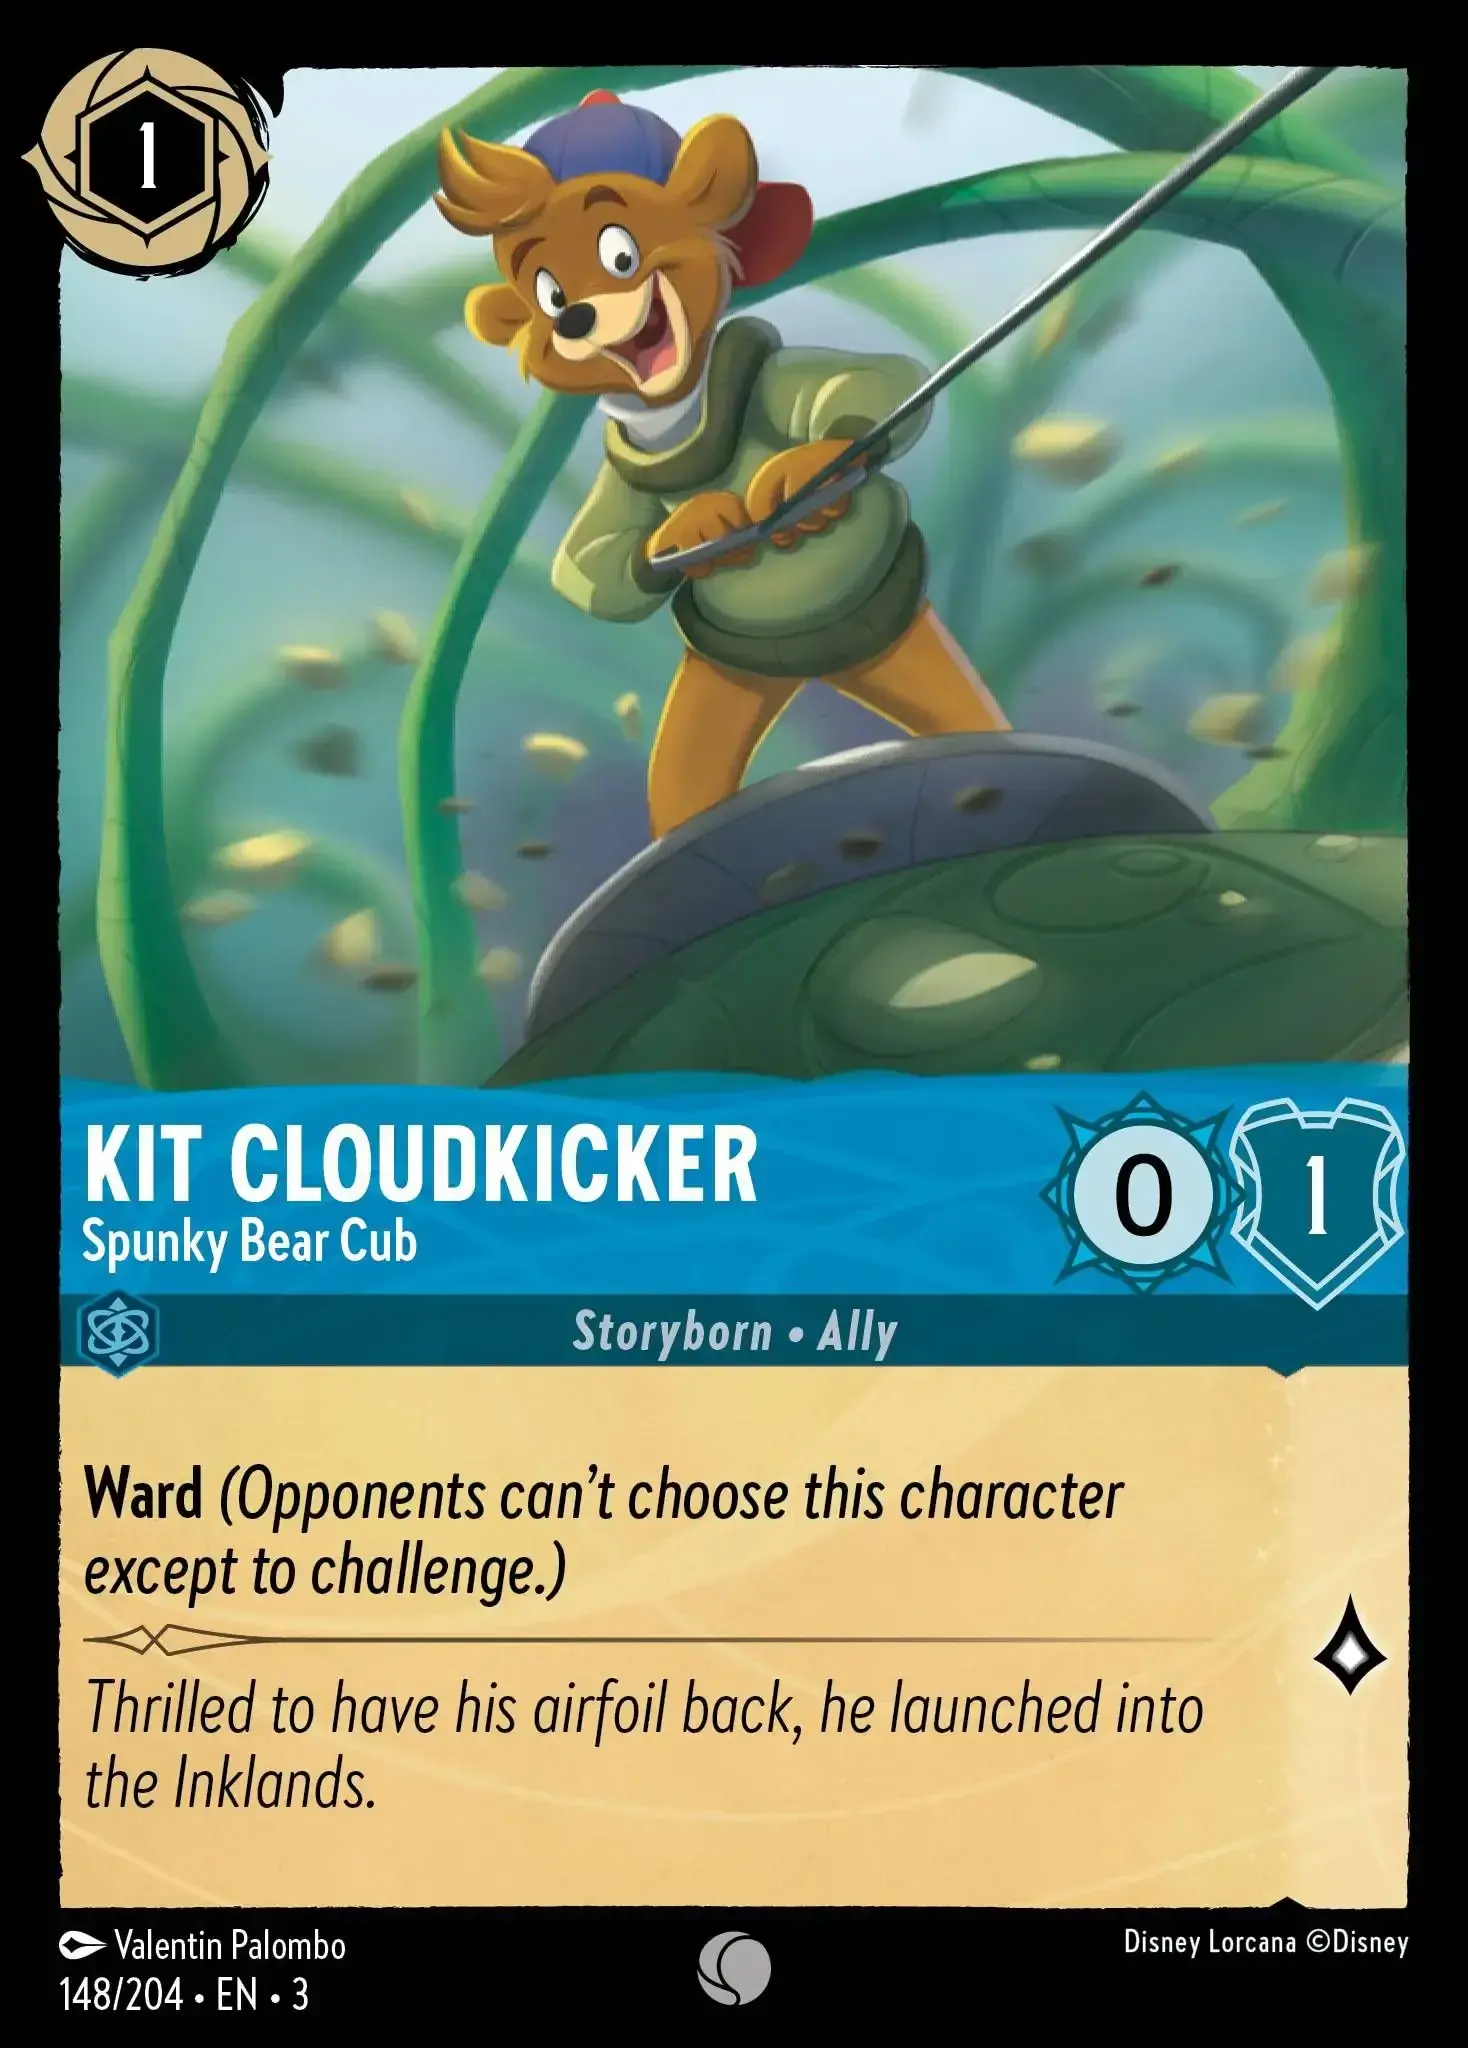 1
KIT CLOUDKICKER
Spunky Bear Cub
0
1
Storyborn • Ally
Ward (Opponents can't choose this character
except to challenge.)
Thrilled to have his airfoil back, he launched into
the Inklands.
Valentin Palombo
148/204 • EN • 3
Disney Lorcana ©Disney